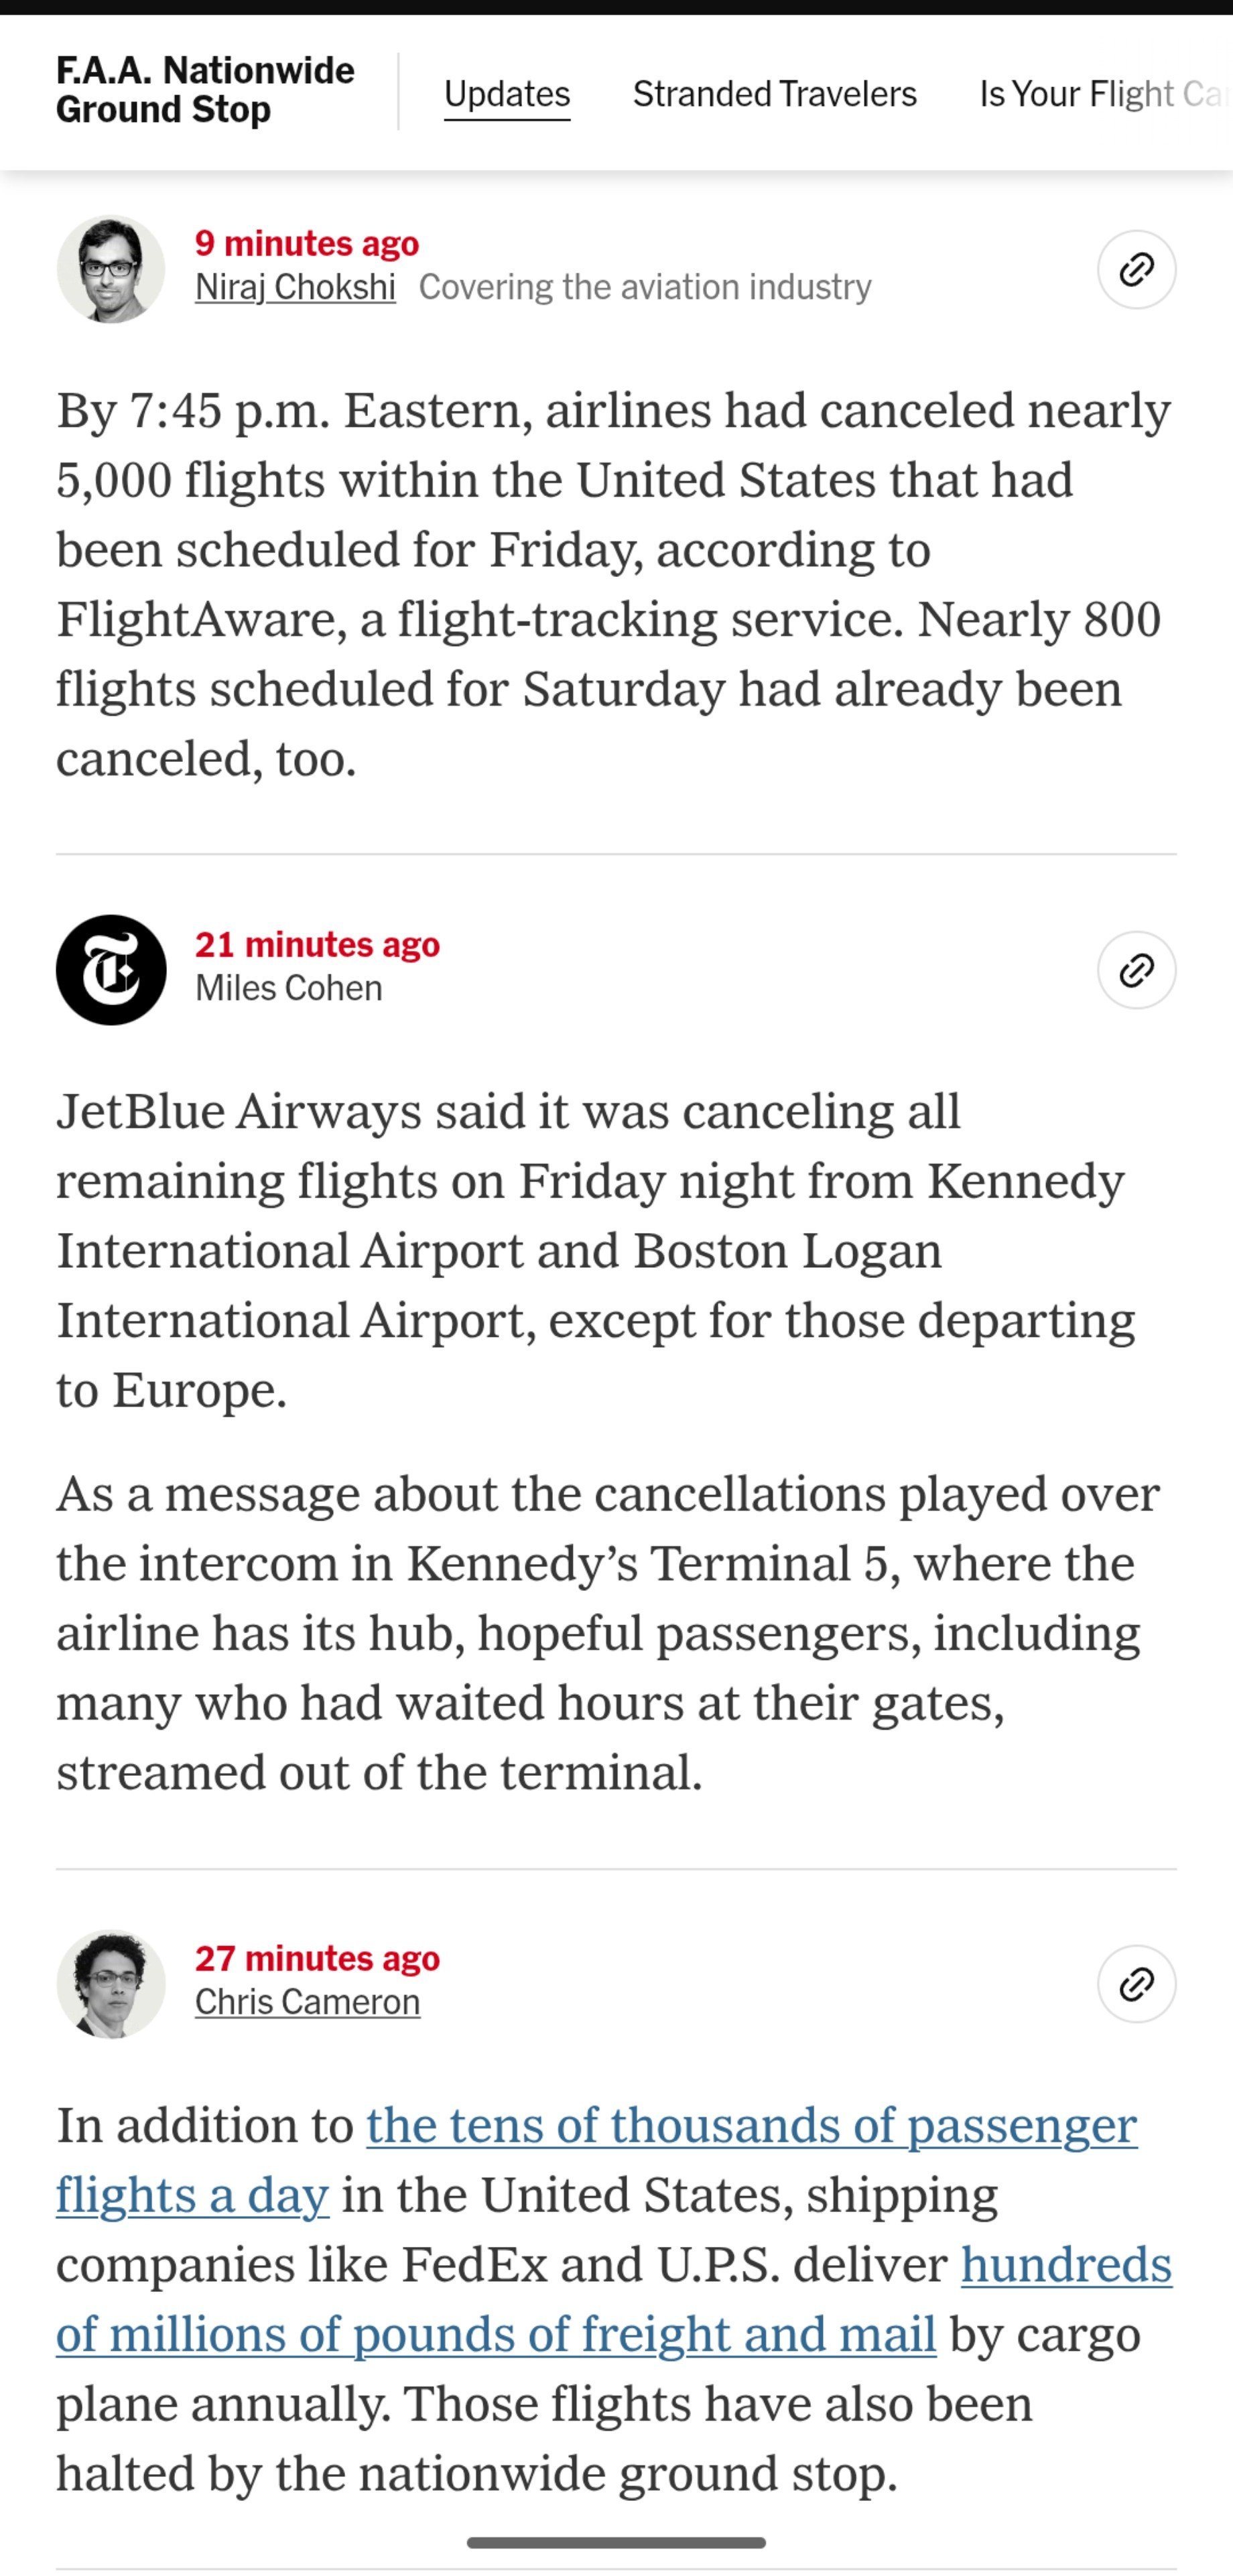 F.A.A. Nationwide
Ground Stop
Updates
Stranded Travelers
Is Your Flight
9 minutes ago
Niraj Chokshi Covering the aviation industry
By 7:45 p.m. Eastern, airlines had canceled nearly
5,000 flights within the United States that had
been scheduled for Friday, according to
FlightAware, a flight-tracking service. Nearly 800
flights scheduled for Saturday had already been
canceled, too.
T
21 minutes ago
Miles Cohen
JetBlue Airways said it was canceling all
remaining flights on Friday night from Kennedy
International Airport and Boston Logan
International Airport, except for those departing
to Europe.
As a message about the cancellations played over
the intercom in Kennedy’s Terminal 5, where the
airline has its hub, hopeful passengers, including
many who had waited hours at their gates,
streamed out of the terminal.
27 minutes ago
Chris Cameron
In addition to the tens of thousands of passenger
flights a day in the United States, shipping
companies like FedEx and U.P.S. deliver hundreds
of millions of pounds of freight and mail by cargo
plane annually. Those flights have also been
halted by the nationwide ground stop.